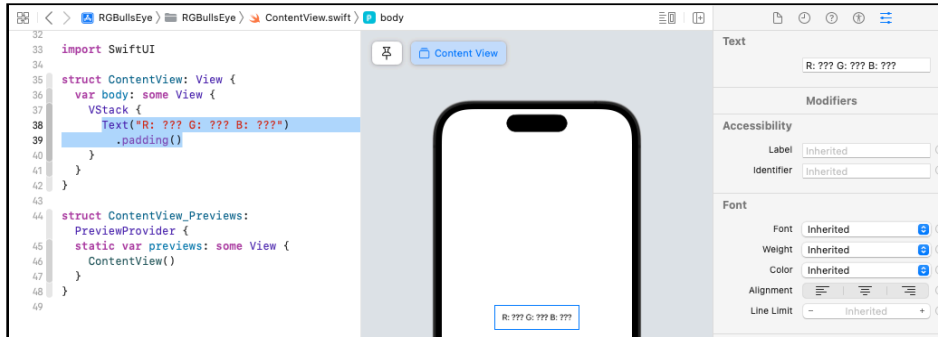 RGBullsEye
RGBullsEye
ContentView.swift
P body
32
33 import SwiftUI
34
35 struct ContentView: View {
36 var body: some View {
37 VStack {
38 Text("R: ??? G: ??? B: ???")
39 .padding()
40 }
41 }
42 }
43
44 struct ContentView_Previews:
PreviewProvider {
45 static var previews: some View {
46 ContentView()
47 }
48 }
49
Content View
R: ??? G: ??? B: ???
Text
R: ??? G: ??? B: ???
Modifiers
Accessibility
Label Inherited
Identifier Inherited
Font
Font Inherited
Weight Inherited
Color Inherited
Alignment
Line Limit - Inherited +